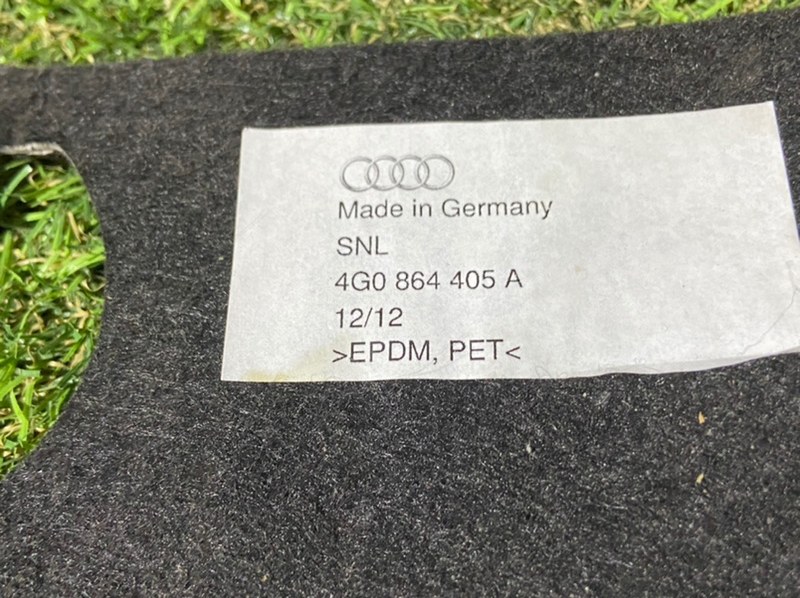 Made in Germany
SNL
4G0 864 405 A
12/12
>EPDM, PET<